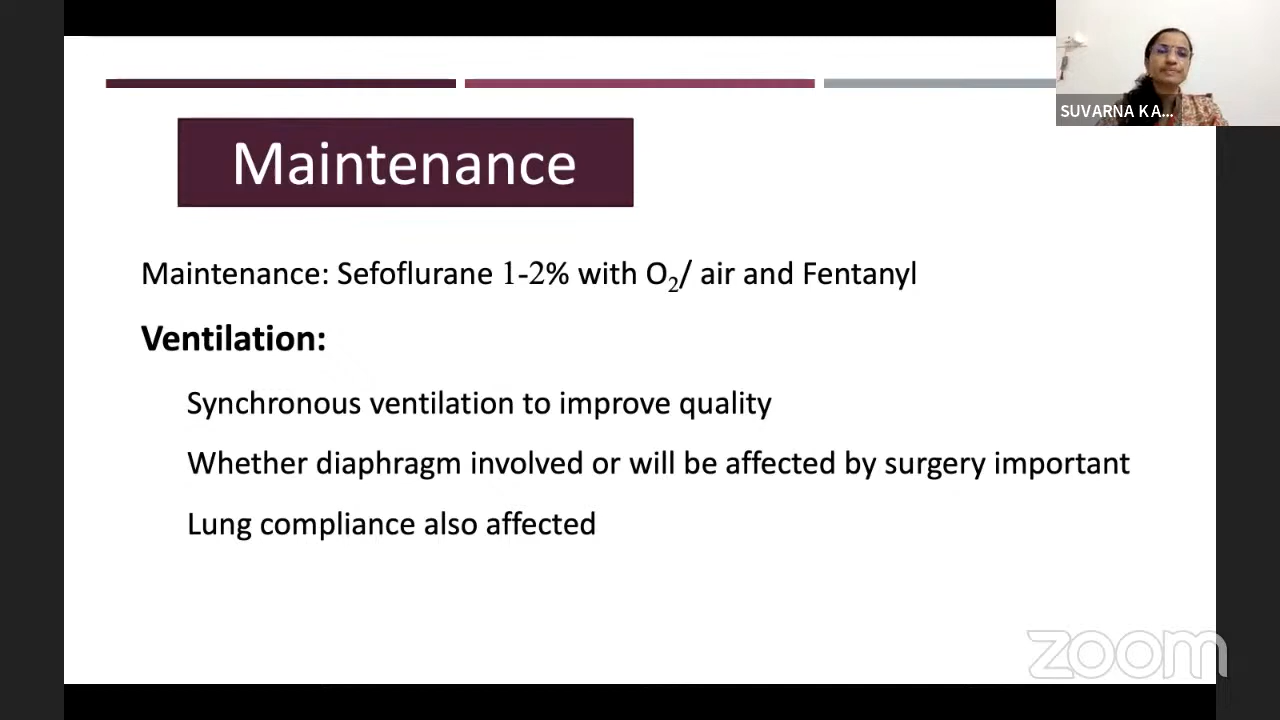 SUVARNA K A...
Maintenance
Maintenance: Sefoflurane 1-2% with O₂/ air and Fentanyl
Ventilation:
Synchronous ventilation to improve quality
Whether diaphragm involved or will be affected by surgery important
Lung compliance also affected
zoom